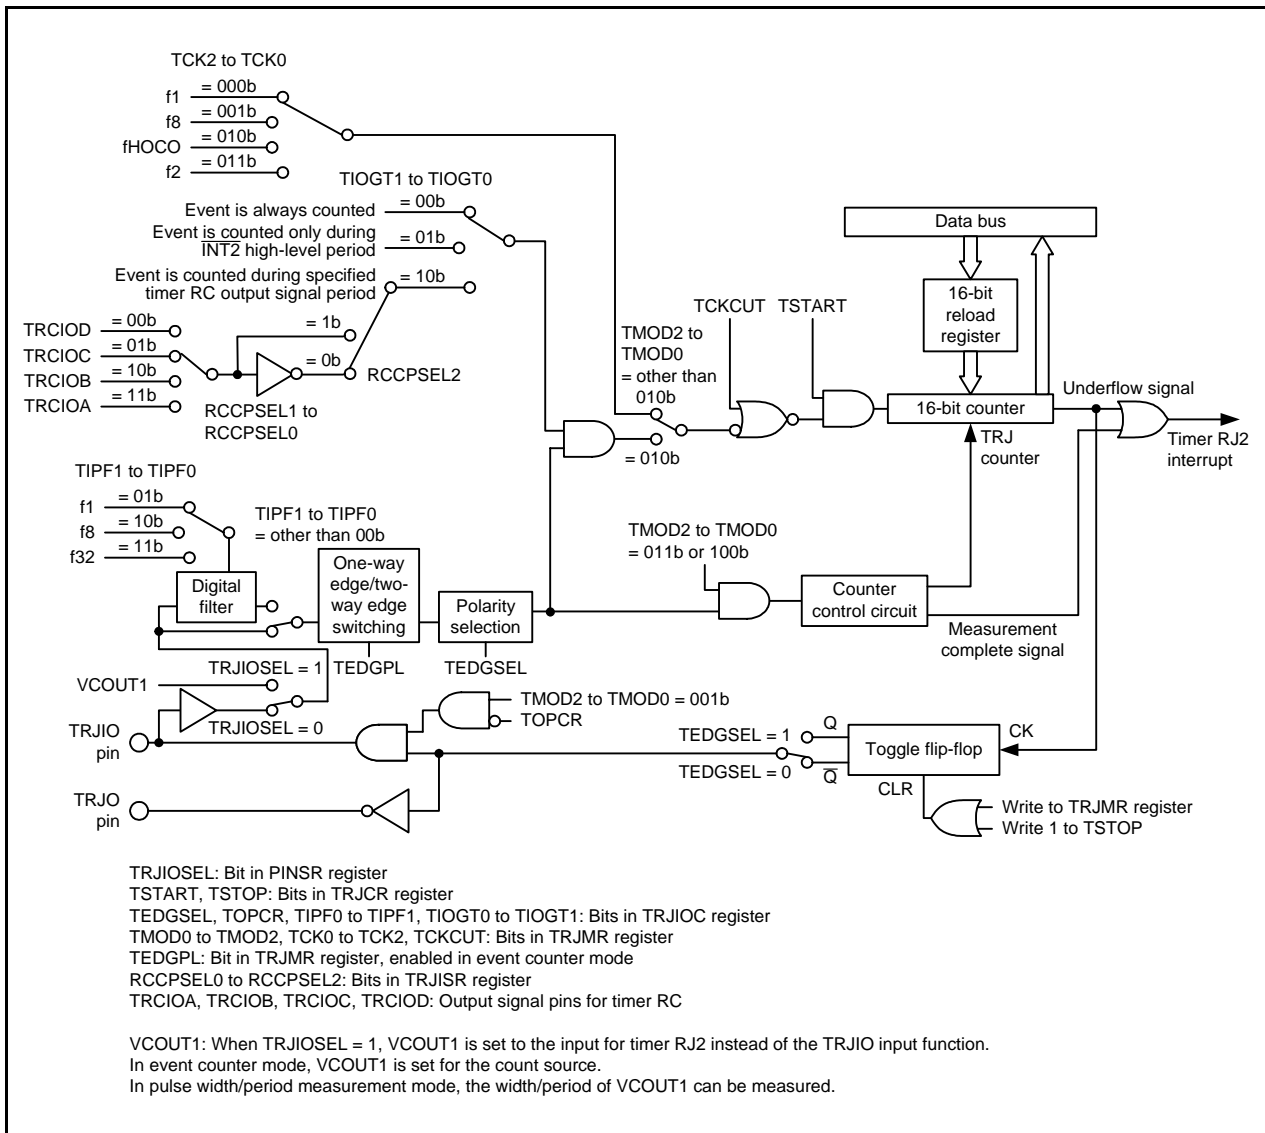 TCK2 to TCK0
f1
= 000b
f8
= 001b
fHOCO
= 010b
f2
= 011b
TIOGT1 to TIOGT0
Event is always counted
= 00b
Event is counted only during
INT2 high-level period
= 01b
Event is counted during specified
timer RC output signal period
= 10b
TRCIOD
= 00b
TRCIOC
= 01b
TRCIOB
= 10b
TRCIOA
= 11b
= 1b
= 0b
RCCPSEL2
RCCPSEL1 to
RCCPSEL0
TMOD2 to
TMOD0
= other than
010b
= 010b
TCKCUT
TSTART
Data bus
16-bit
reload
register
16-bit counter
TRJ
counter
Underflow signal
Timer RJ2
interrupt
TIPF1 to TIPF0
f1
= 01b
f8
= 10b
f32
= 11b
Digital
filter
TIPF1 to TIPF0
= other than 00b
One-way
edge/two-
way edge
switching
TEDGPL
Polarity
selection
TEDGSEL
TMOD2 to TMOD0
= 011b or 100b
Counter
control circuit
Measurement
complete signal
VCOUT1
TRJIOSEL = 1
TRJIOSEL = 0
TRJIO
pin
TMOD2 to TMOD0 = 001b
TOPCR
TEDGSEL = 1
Q
TEDGSEL = 0
Q
Toggle flip-flop
CK
CLR
Write to TRJMR register
Write 1 to TSTOP
TRJO
pin
TRJIOSEL: Bit in PINSR register
TSTART, TSTOP: Bits in TRJCR register
TEDGSEL, TOPCR, TIPF0 to TIPF1, TIOGT0 to TIOGT1: Bits in TRJIOC register
TMOD0 to TMOD2, TCK0 to TCK2, TCKCUT: Bits in TRJMR register
TEDGPL: Bit in TRJMR register, enabled in event counter mode
RCCPSEL0 to RCCPSEL2: Bits in TRJISR register
TRCIOA, TRCIOB, TRCIOC, TRCIOD: Output signal pins for timer RC
VCOUT1: When TRJIOSEL = 1, VCOUT1 is set to the input for timer RJ2 instead of the TRJIO input function.
In event counter mode, VCOUT1 is set for the count source.
In pulse width/period measurement mode, the width/period of VCOUT1 can be measured.